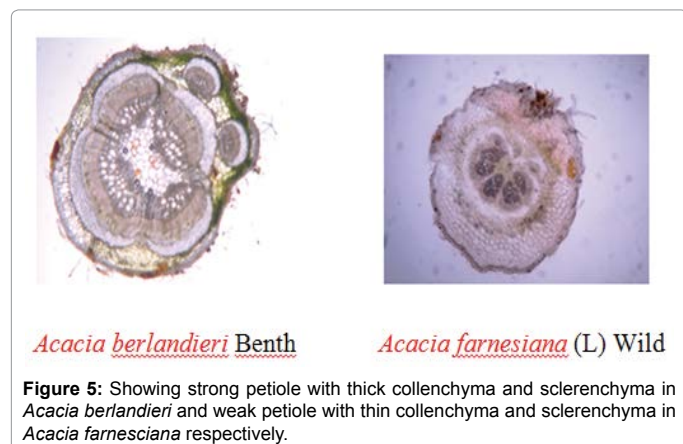 Acacia berlandieri Benth
Acacia farnesiana (L) Wild
Figure 5: Showing strong petiole with thick collenchyma and sclerenchyma in
Acacia berlandieri and weak petiole with thin collenchyma and sclerenchyma in
Acacia farnesciana respectively.